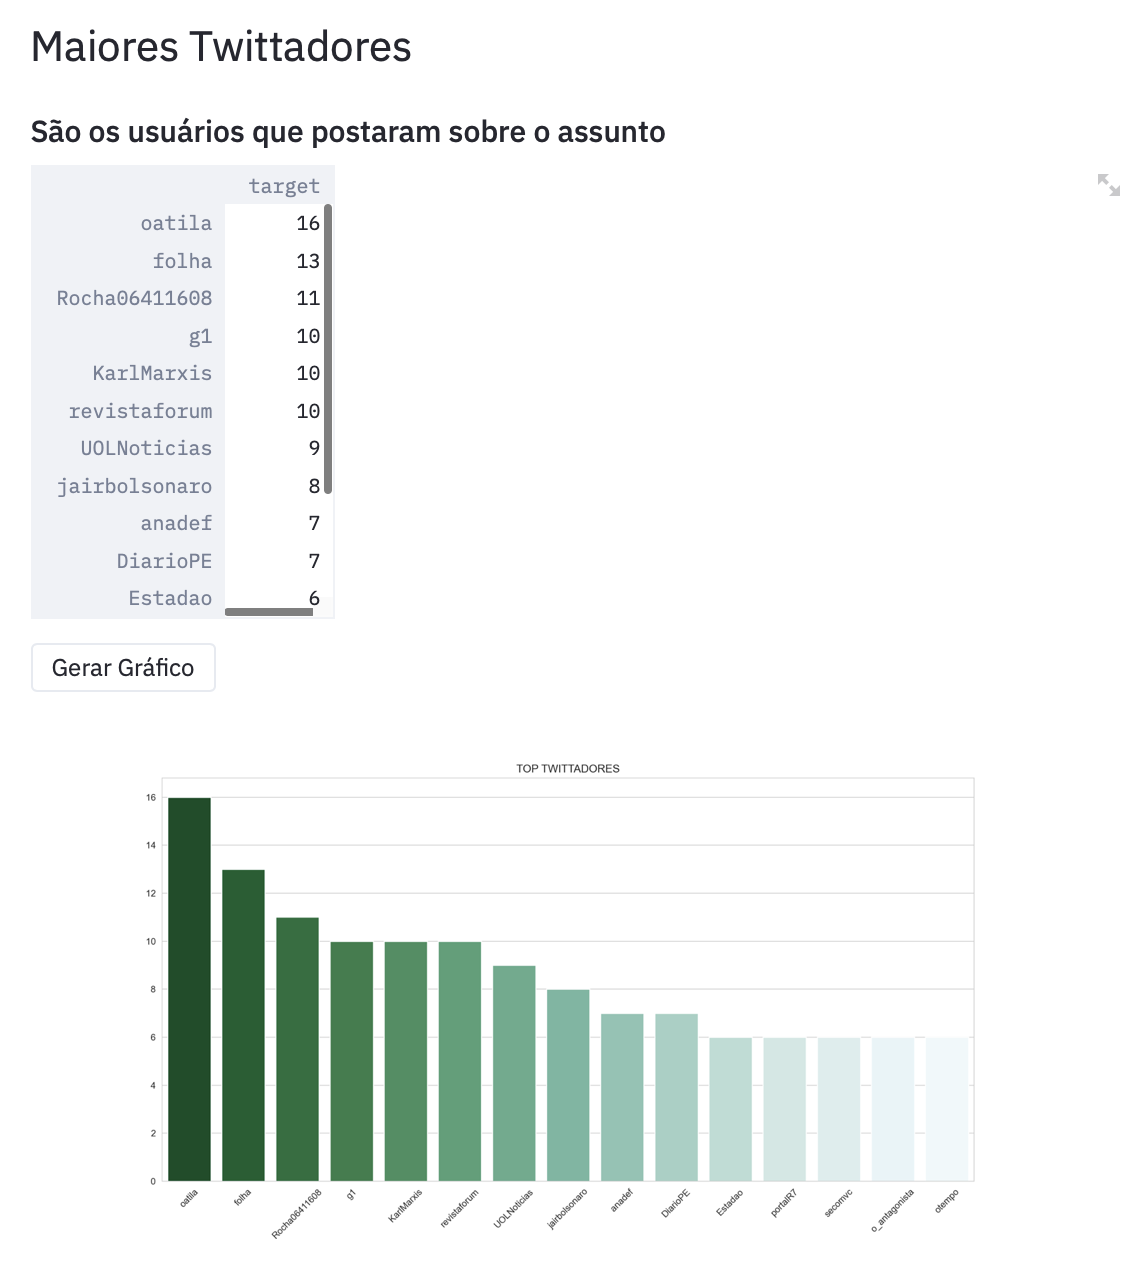 Maiores Twittadores
São os usuários que postaram sobre o assunto
target
oatila 16
folha 13
Rocha06411608 11
g1 10
KarlMarxis 10
revistaforum 10
UOLNoticias 9
jairbolsonaro 8
anadef 7
DiarioPE 7
Estadao 6
Gerar Gráfico
TOP TWITTADORES
16
14
12
10
8
6
4
2
0
oatila
folha
Rocha06411608
g1
KarlMarxis
revistaforum
UOLNoticias
jairbolsonaro
anadef
DiarioPE
Estadao
portalR7
secomvc
o_antagonista
otempo